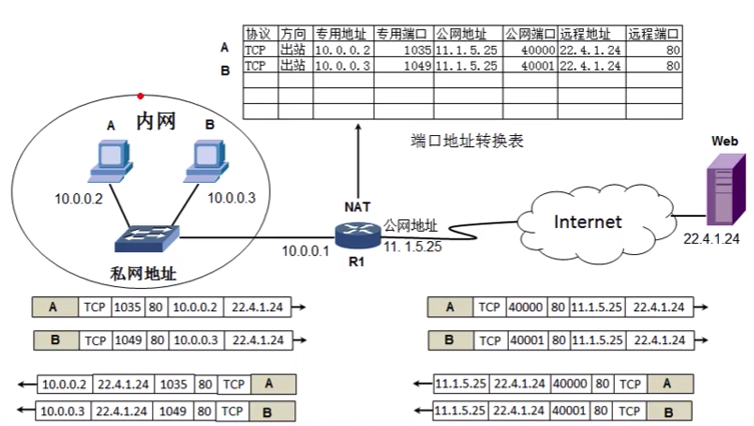 协议 方向 专用地址 专用端口 公网地址 公网端口 远程地址 远程端口
A TCP 出站 10.0.0.2 1035 11.1.5.25 40000 22.4.1.24 80
B TCP 出站 10.0.0.3 1049 11.1.5.25 40001 22.4.1.24 80
端口地址转换表
内网
A B
10.0.0.2 10.0.0.3
私网地址
10.0.0.1
NAT
R1
公网地址
11. 1.5.25
Internet
Web
22.4.1.24
A TCP 1035 80 10.0.0.2 22.4.1.24
B TCP 1049 80 10.0.0.3 22.4.1.24
10.0.0.2 22.4.1.24 1035 80 TCP A
10.0.0.3 22.4.1.24 1049 80 TCP B
A TCP 40000 80 11.1.5.25 22.4.1.24
B TCP 40001 80 11.1.5.25 22.4.1.24
11.1.5.25 22.4.1.24 40000 80 TCP A
11.1.5.25 22.4.1.24 40001 80 TCP B